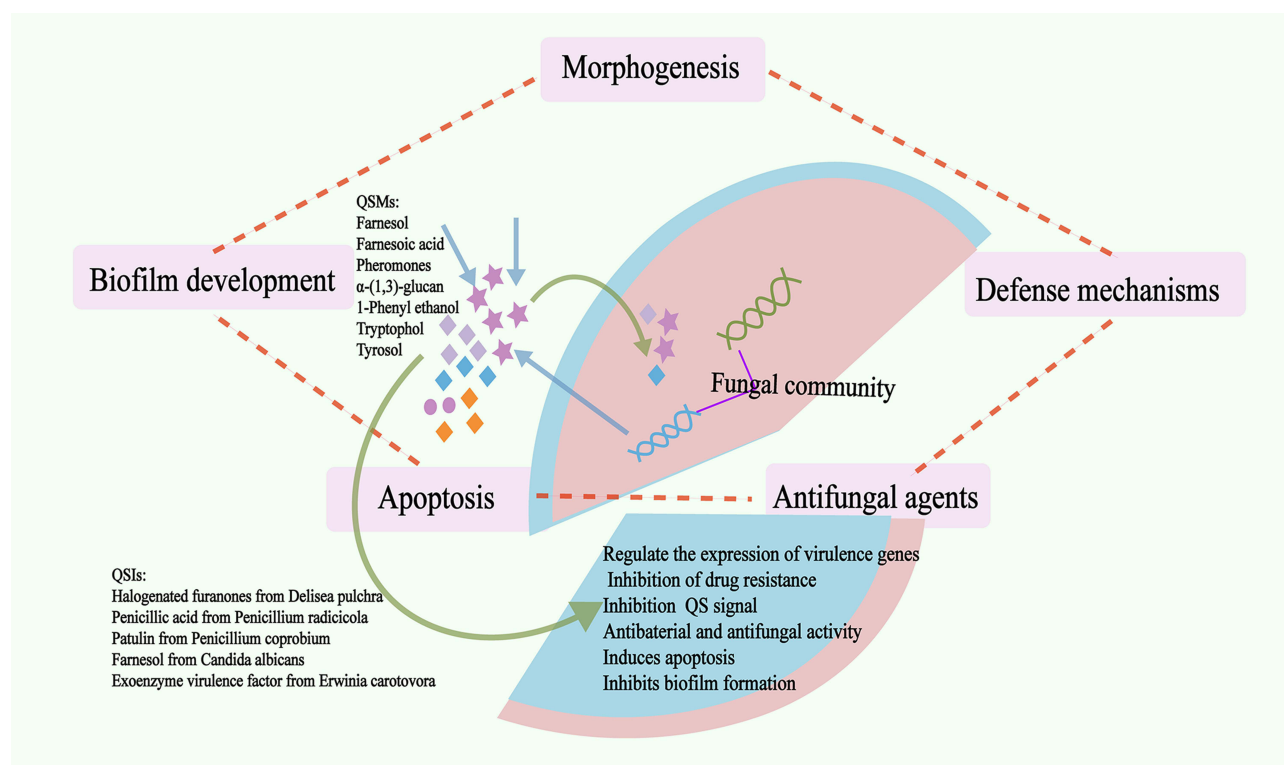 Morphogenesis
QSMs:
Farnesol
Farnesoic acid
Pheromones
α-(1,3)-glucan
1-Phenyl ethanol
Tryptophol
Tyrosol
Biofilm development
Defense mechanisms
Fungal community
Apoptosis
Antifungal agents
QSIs:
Halogenated furanones from Delisea pulchra
Penicillic acid from Penicillium radicicola
Patulin from Penicillium coprobium
Farnesol from Candida albicans
Exoenzyme virulence factor from Erwinia carotovora
Regulate the expression of virulence genes
Inhibition of drug resistance
Inhibition QS signal
Antibaterial and antifungal activity
Induces apoptosis
Inhibits biofilm formation